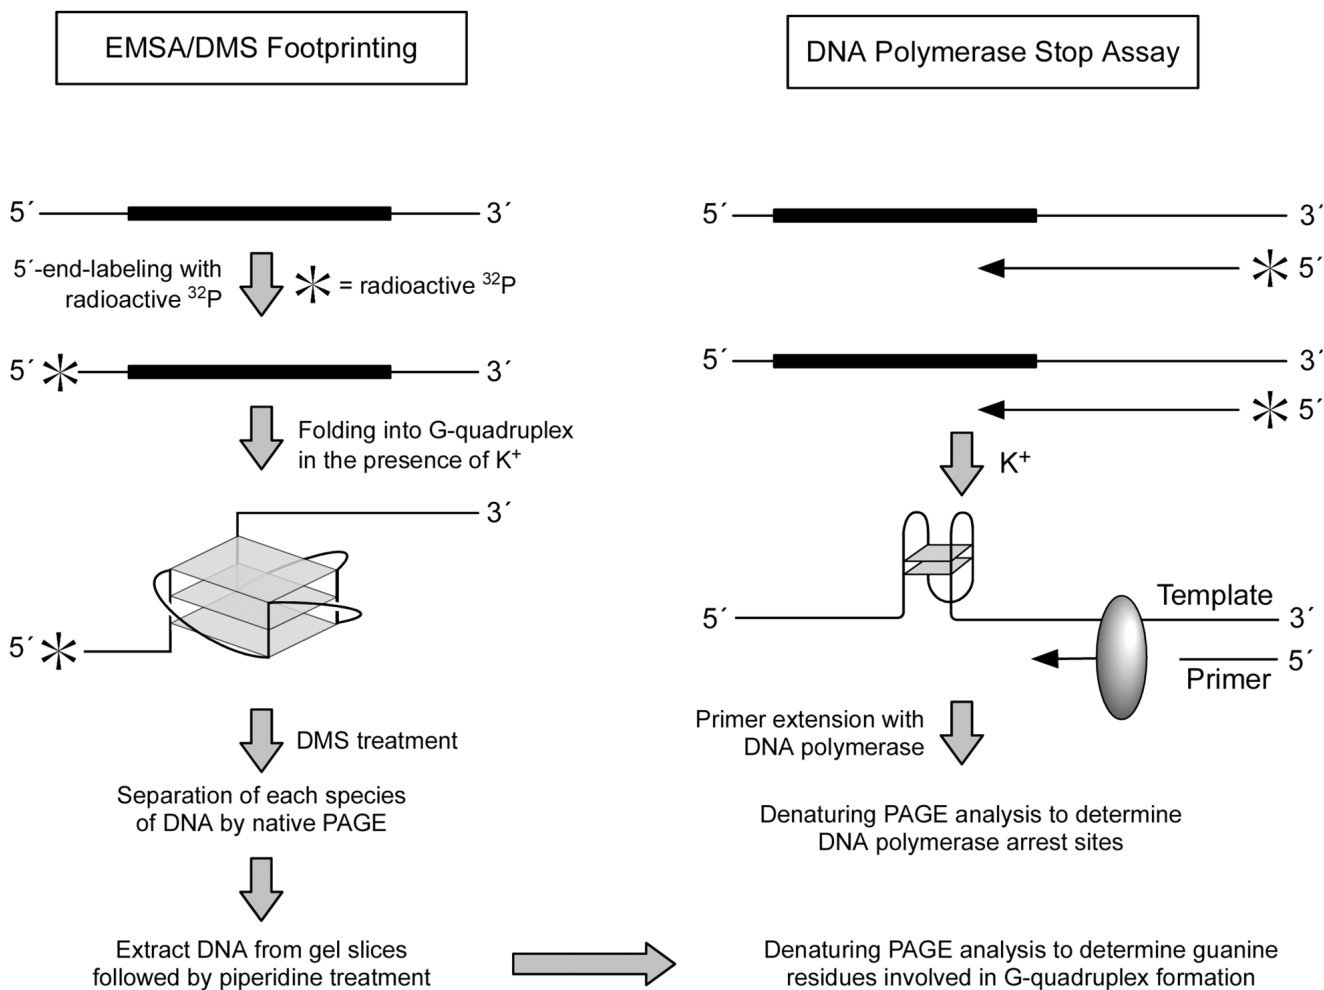 EMSA/DMS Footprinting
5´
3´
5´-end-labeling with
radioactive ³²P
= radioactive ³²P
5´
3´
Folding into G-quadruplex
in the presence of K⁺
3´
5´
DMS treatment
Separation of each species
of DNA by native PAGE
Extract DNA from gel slices
followed by piperidine treatment
DNA Polymerase Stop Assay
5´
3´
5´
5´
3´
5´
K⁺
5´
Template
3´
5´
Primer
Primer extension with
DNA polymerase
Denaturing PAGE analysis to determine
DNA polymerase arrest sites
Denaturing PAGE analysis to determine guanine
residues involved in G-quadruplex formation